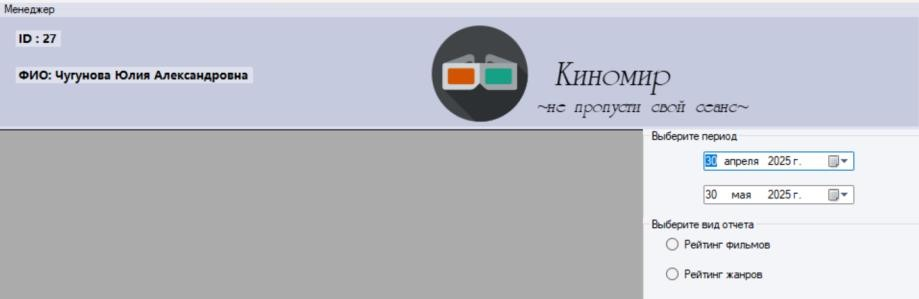 Менеджер
ID : 27
ФИО: Чугунова Юлия Александровна
Киномир
~не пропусти свой сеанс~
Выберите период
30 апреля 2025 г.
30 мая 2025 г.
Выберите вид отчета
Рейтинг фильмов
Рейтинг жанров